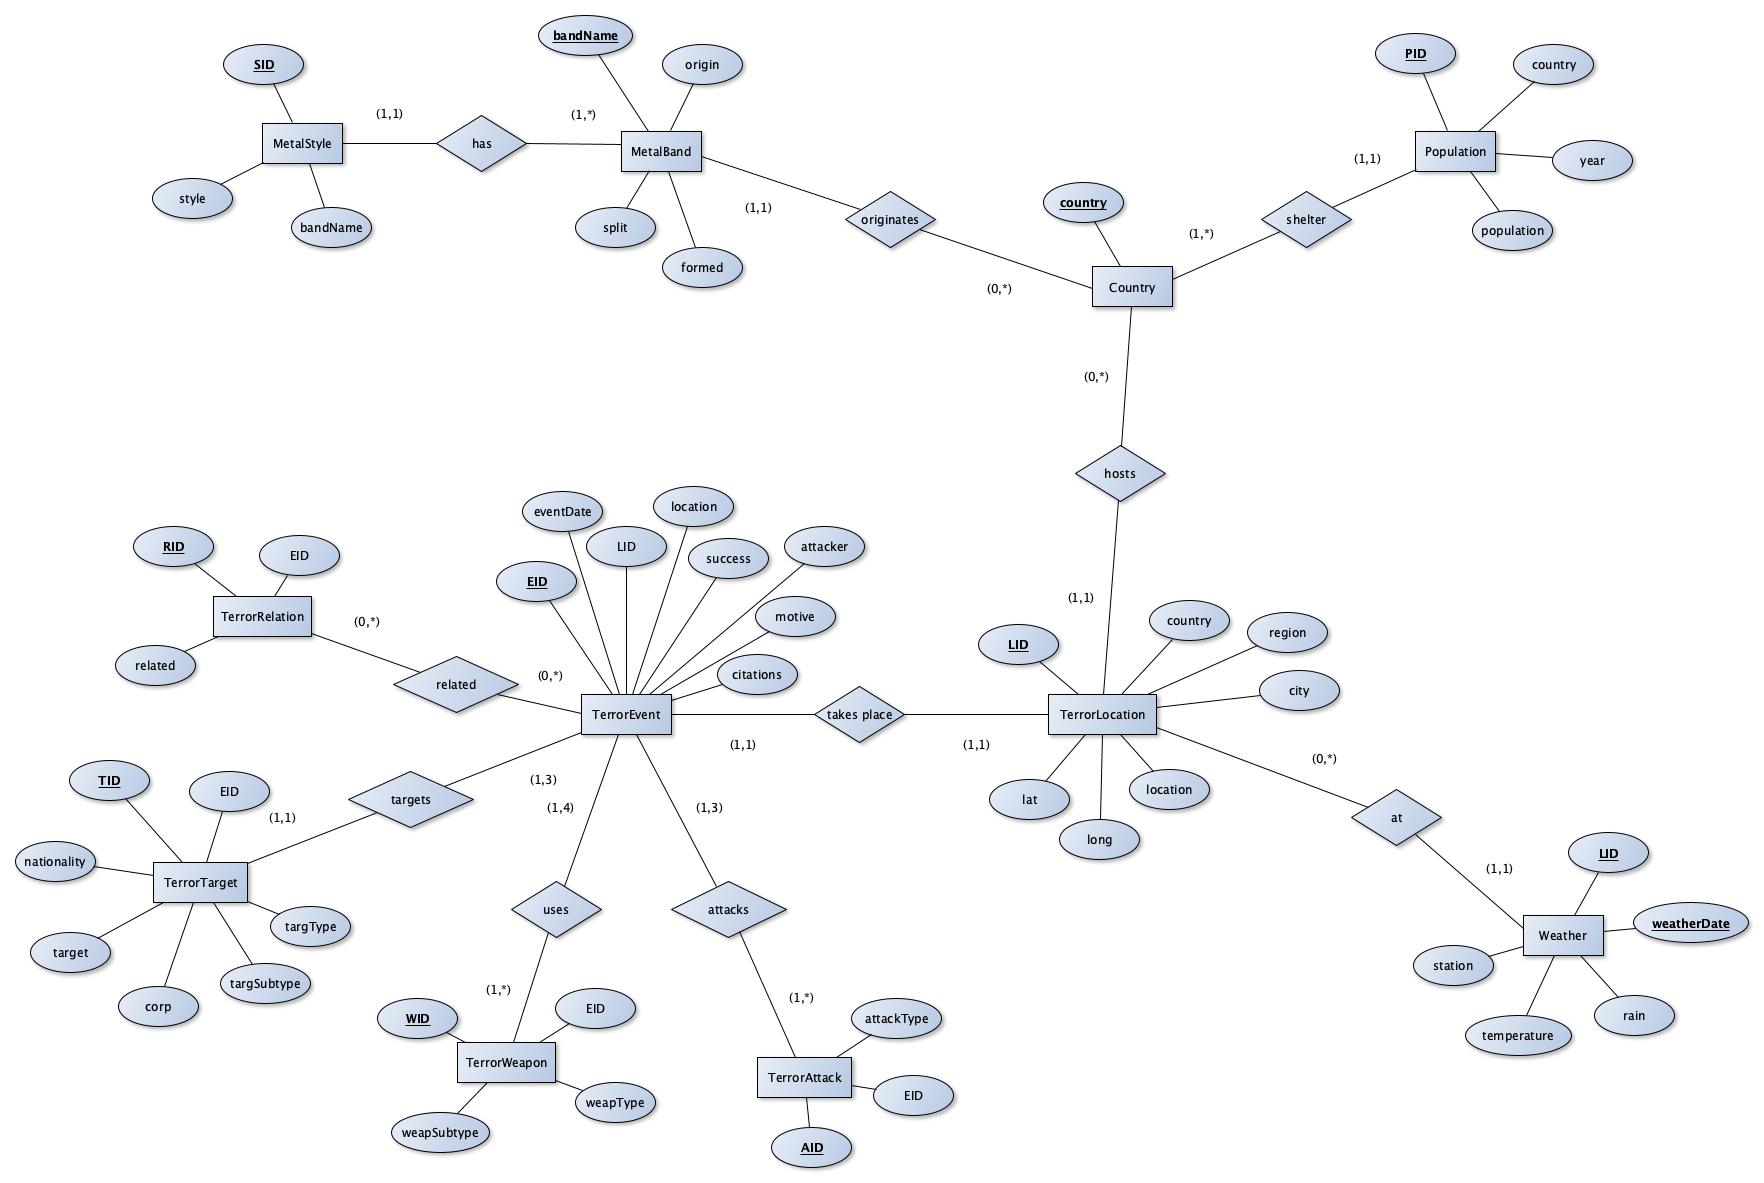 bandName
SID
origin
PID
country
(1,1)
(1,*)
MetalStyle
has
MetalBand
Population
(1,1)
year
style
bandName
split
formed
(1,1)
originates
country
shelter
(1,*)
population
(0,*)
Country
(0,*)
hosts
(1,1)
eventDate
location
LID
success
attacker
EID
motive
citations
RID
EID
TerrorRelation
(0,*)
related
related
(0,*)
TerrorEvent
takes place
(1,1)
(1,1)
TerrorLocation
LID
country
region
city
lat
long
location
(0,*)
at
(1,1)
TID
EID
(1,1)
targets
(1,3)
(1,4)
(1,3)
nationality
TerrorTarget
targType
target
targSubtype
corp
uses
attacks
LID
weatherDate
Weather
station
rain
temperature
(1,*)
(1,*)
WID
EID
TerrorWeapon
weapType
weapSubtype
attackType
TerrorAttack
EID
AID